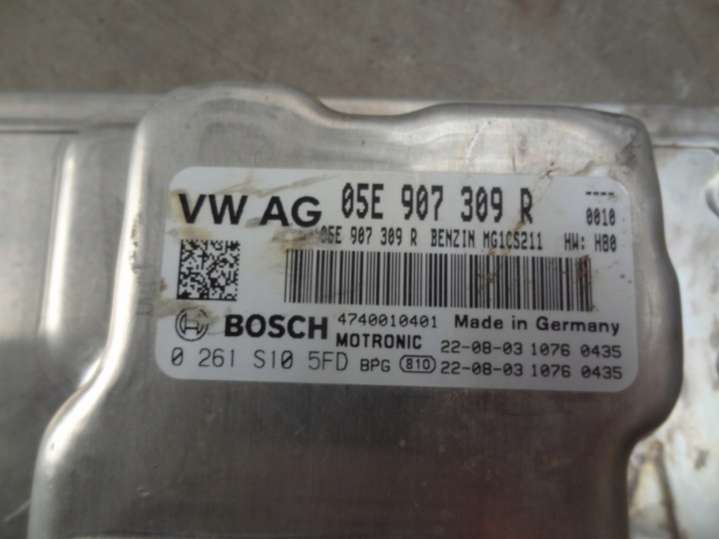 VW AG 05E 907 309 R ----
0010
05E 907 309 R BENZIN MG1CS211 HW: H80
BOSCH 4740010401 Made in Germany
MOTRONIC 22-08-03 1076 0435
0 261 S10 5FD BPG 810 22-08-03 1076 0435